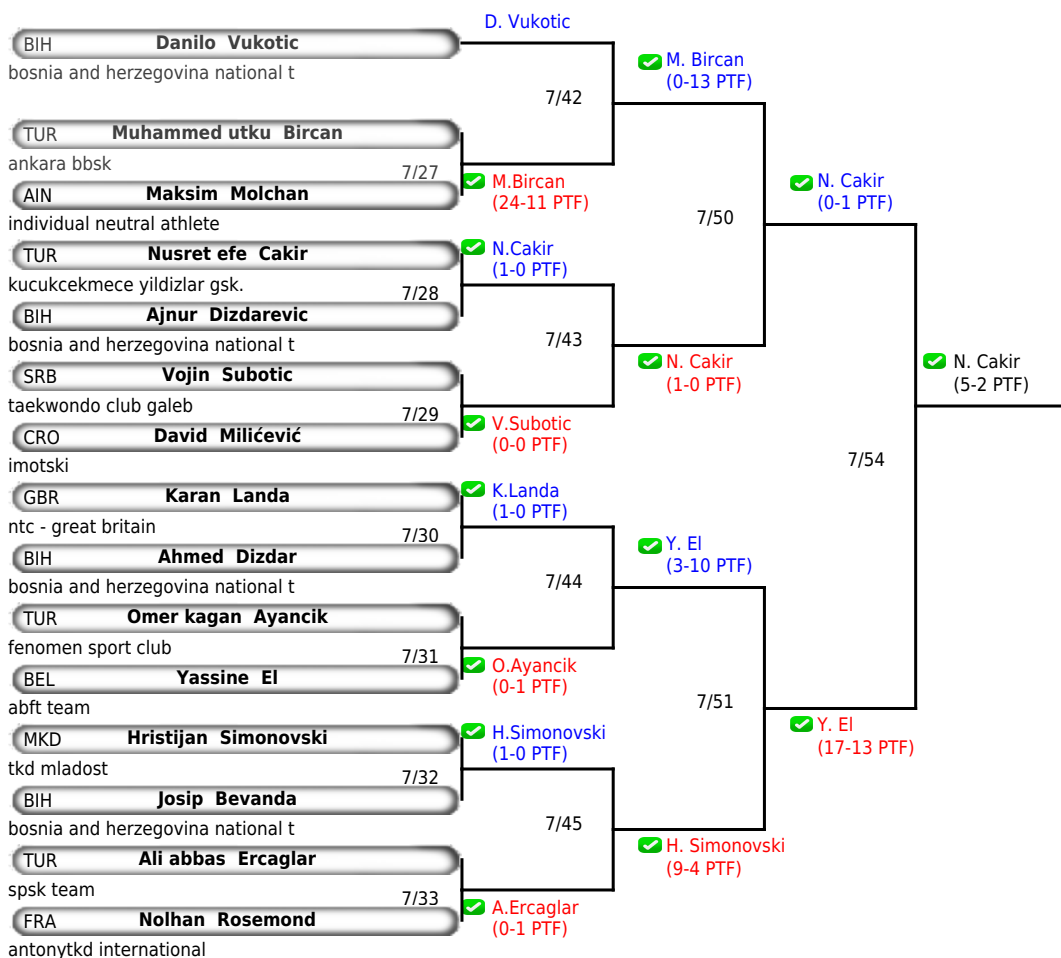 D. Vukotic
BIH Danilo Vukotic
bosnia and herzegovina national t
M. Bircan
(0-13 PTF)
7/42
TUR Muhammed utku Bircan
ankara bbsk
7/27
M.Bircan
(24-11 PTF)
AIN Maksim Molchan
individual neutral athlete
N. Cakir
(0-1 PTF)
7/50
TUR Nusret efe Cakir
kucukcekmece yildizlar gsk.
N.Cakir
(1-0 PTF)
7/28
BIH Ajnur Dizdarevic
bosnia and herzegovina national t
7/43
SRB Vojin Subotic
taekwondo club galeb
N. Cakir
(1-0 PTF)
N. Cakir
(5-2 PTF)
7/29
CRO David Milićević
imotski
V.Subotic
(0-0 PTF)
7/54
GBR Karan Landa
ntc - great britain
K.Landa
(1-0 PTF)
7/30
BIH Ahmed Dizdar
bosnia and herzegovina national t
Y. El
(3-10 PTF)
7/44
TUR Omer kagan Ayancik
fenomen sport club
7/31
BEL Yassine El
abft team
O.Ayancik
(0-1 PTF)
7/51
MKD Hristijan Simonovski
tkd mladost
H.Simonovski
(1-0 PTF)
Y. El
(17-13 PTF)
7/32
BIH Josip Bevanda
bosnia and herzegovina national t
7/45
TUR Ali abbas Ercaglar
spsk team
H. Simonovski
(9-4 PTF)
7/33
FRA Nolhan Rosemond
antonytkd international
A.Ercaglar
(0-1 PTF)